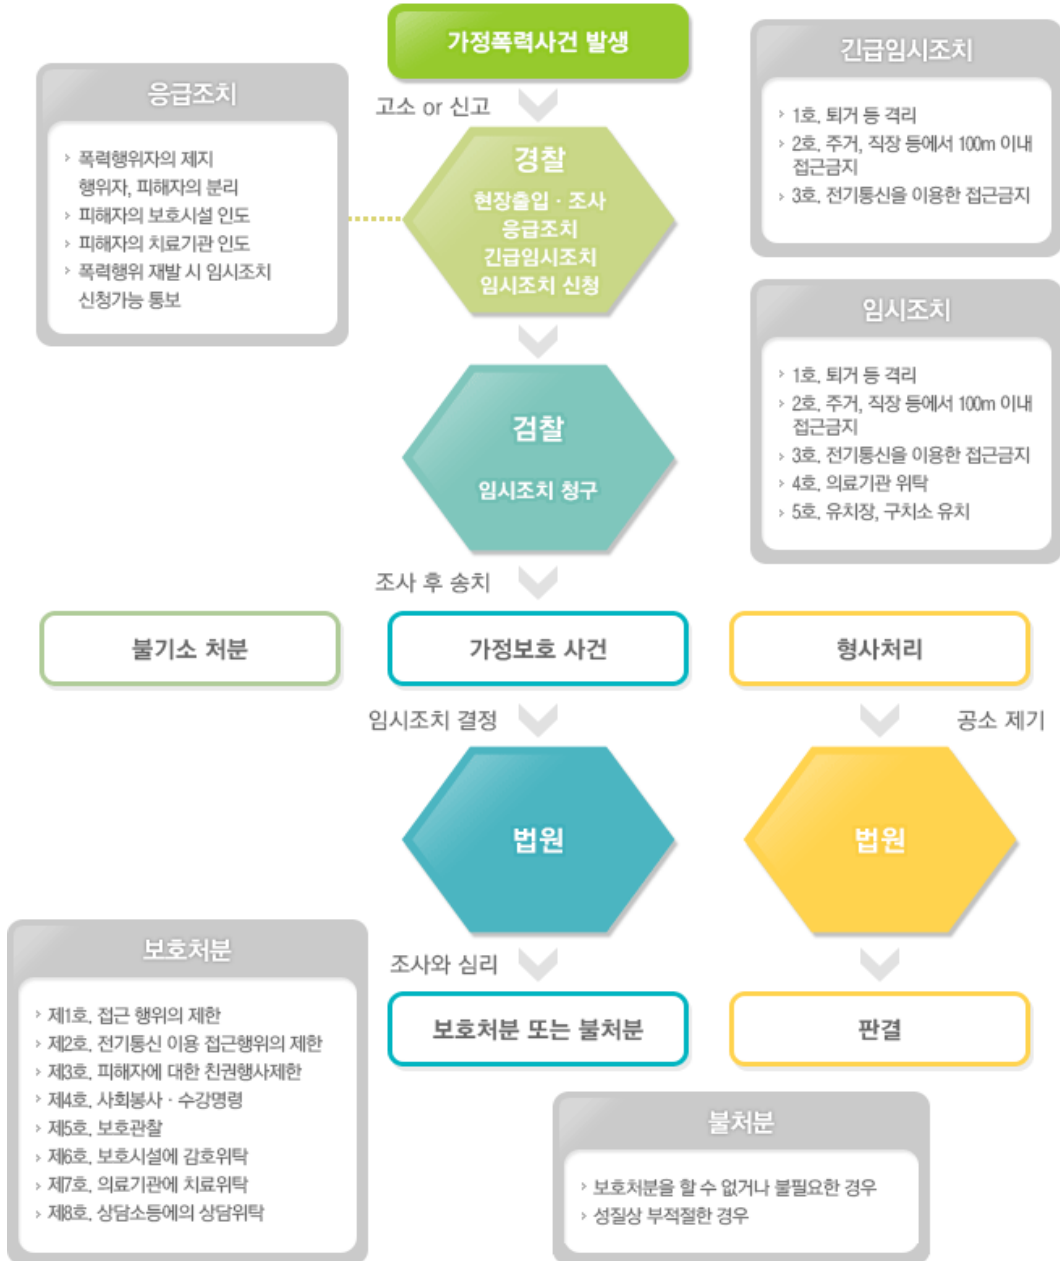 가정폭력사건 발생
고소 or 신고
응급조치
폭력행위자의 제지
행위자, 피해자의 분리
피해자의 보호시설 인도
피해자의 치료기관 인도
폭력행위 재발 시 임시조치
신청가능 통보
경찰
현장출입 · 조사
응급조치
긴급임시조치
임시조치 신청
긴급임시조치
1호. 퇴거 등 격리
2호. 주거, 직장 등에서 100m 이내
접근금지
3호. 전기통신을 이용한 접근금지
임시조치
1호. 퇴거 등 격리
2호. 주거, 직장 등에서 100m 이내
접근금지
3호. 전기통신을 이용한 접근금지
4호. 의료기관 위탁
5호. 유치장, 구치소 유치
검찰
임시조치 청구
조사 후 송치
불기소 처분
가정보호 사건
형사처리
임시조치 결정
공소 제기
법원
법원
조사와 심리
보호처분 또는 불처분
판결
보호처분
제1호. 접근 행위의 제한
제2호. 전기통신 이용 접근행위의 제한
제3호. 피해자에 대한 친권행사제한
제4호. 사회봉사 · 수강명령
제5호. 보호관찰
제6호. 보호시설에 감호위탁
제7호. 의료기관에 치료위탁
제8호. 상담소등에의 상담위탁
불처분
보호처분을 할 수 없거나 불필요한 경우
성질상 부적절한 경우